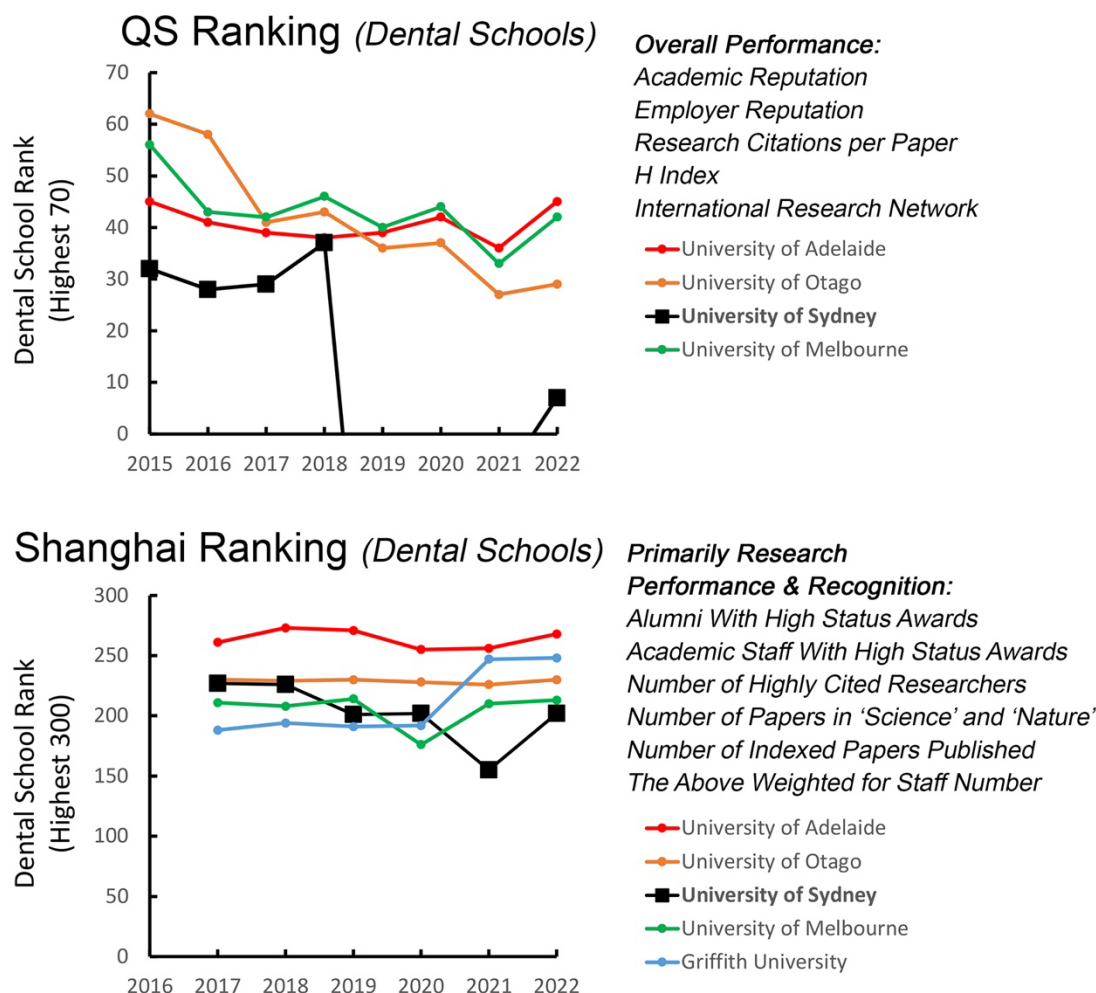 QS Ranking (Dental Schools)
Overall Performance:
Academic Reputation
Employer Reputation
Research Citations per Paper
H Index
International Research Network
University of Adelaide
University of Otago
University of Sydney
University of Melbourne
Dental School Rank
(Highest 70)
70
60
50
40
30
20
10
0
2015 2016 2017 2018 2019 2020 2021 2022
Shanghai Ranking (Dental Schools)
Primarily Research
Performance & Recognition:
Alumni With High Status Awards
Academic Staff With High Status Awards
Number of Highly Cited Researchers
Number of Papers in ‘Science’ and ‘Nature’
Number of Indexed Papers Published
The Above Weighted for Staff Number
University of Adelaide
University of Otago
University of Sydney
University of Melbourne
Griffith University
Dental School Rank
(Highest 300)
300
250
200
150
100
50
0
2016 2017 2018 2019 2020 2021 2022